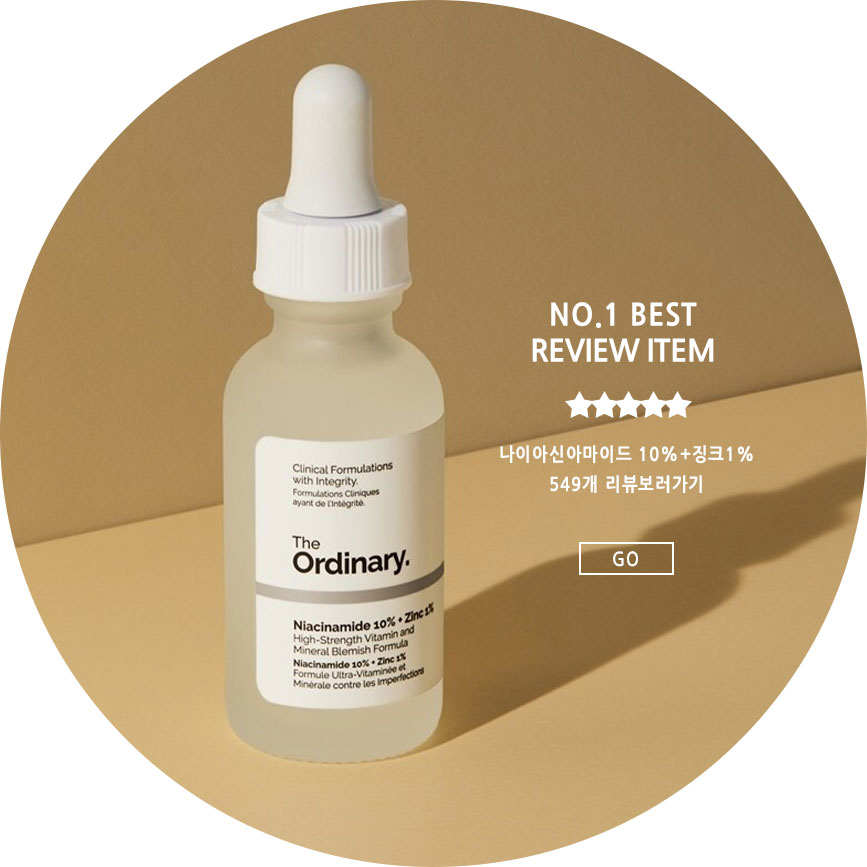 Clinical Formulations
with Integrity.
Formulations Cliniques
ayant de l'Intégrité.
The
Ordinary.
Niacinamide 10% + Zinc 1%
High-Strength Vitamin and
Mineral Blemish Formula
Niacinamide 10% + Zinc 1%
Formule Ultra-Vitaminée et
Minérale contre les Imperfections
NO.1 BEST
REVIEW ITEM
나이아신아마이드 10%+징크1%
549개 리뷰보러가기
GO